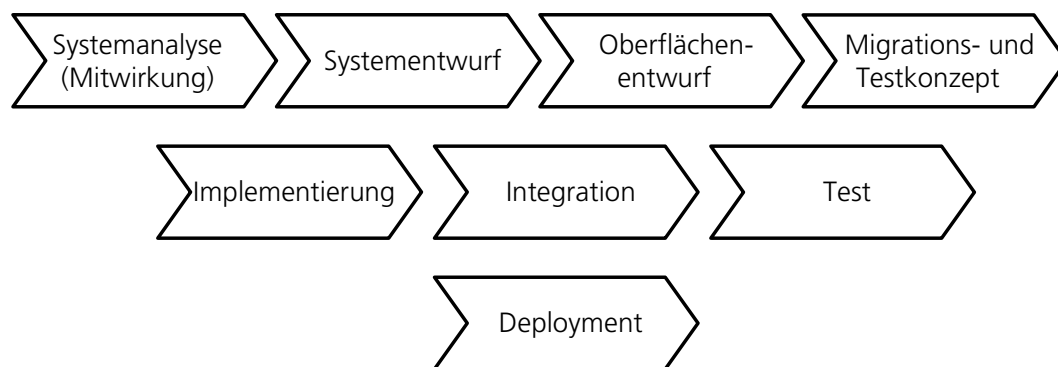 Systemanalyse
(Mitwirkung)
Systementwurf
Oberflächen-
entwurf
Migrations- und
Testkonzept
Implementierung
Integration
Test
Deployment